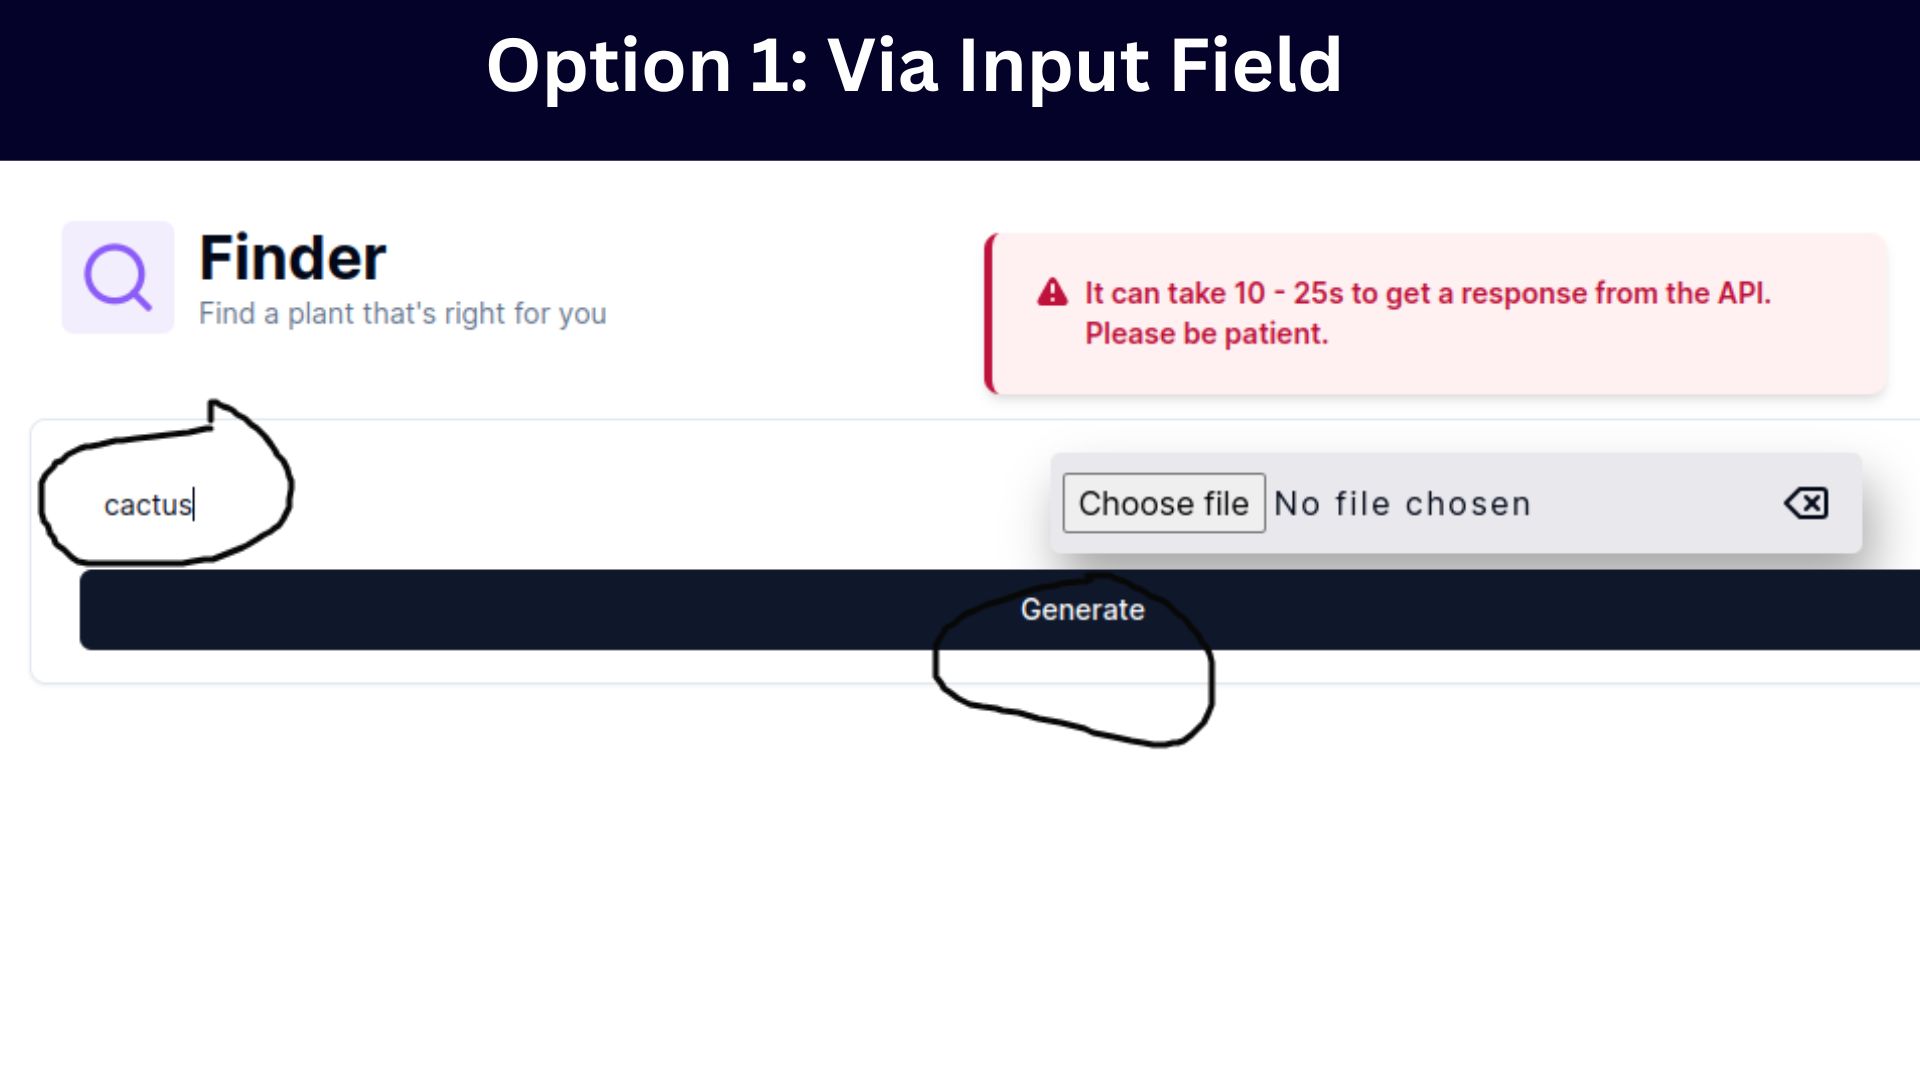 Option 1: Via Input Field
Finder
Find a plant that's right for you
It can take 10 - 25s to get a response from the API.
Please be patient.
cactus
Choose file No file chosen
Generate